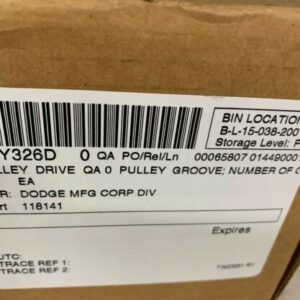 BIN LOCATION
B-L-15-038-200
Storage Level: P
Y326D 0 QA PO/Rel/Ln 00065807 01449000
LLEY DRIVE QA 0 PULLEY GROOVE; NUMBER OF G
EA
R: DODGE MFG CORP DIV
rt 118141
Expires
UTC:
TRACE REF 1:
TRACE REF 2: